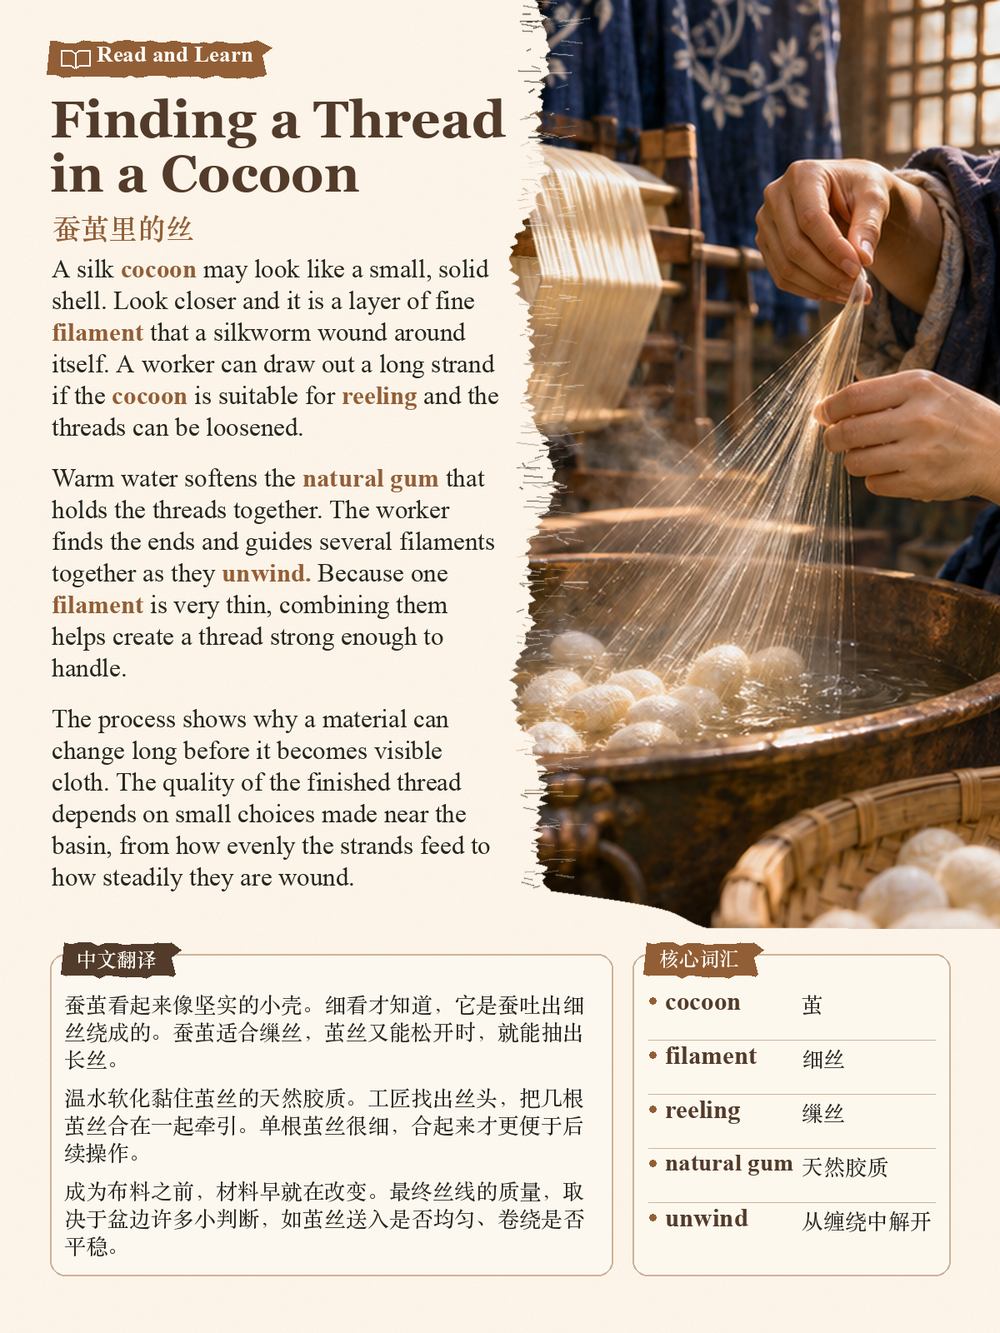 Read and Learn
Finding a Thread
in a Cocoon
蚕茧里的丝
A silk cocoon may look like a small, solid
shell. Look closer and it is a layer of fine
filament that a silkworm wound around
itself. A worker can draw out a long strand
if the cocoon is suitable for reeling and the
threads can be loosened.
Warm water softens the natural gum that
holds the threads together. The worker
finds the ends and guides several filaments
together as they unwind. Because one
filament is very thin, combining them
helps create a thread strong enough to
handle.
The process shows why a material can
change long before it becomes visible
cloth. The quality of the finished thread
depends on small choices made near the
basin, from how evenly the strands feed to
how steadily they are wound.
中文翻译
蚕茧看起来像坚实的小壳。细看才知道，它是蚕吐出细
丝绕成的。蚕茧适合缫丝，茧丝又能松开时，就能抽出
长丝。
温水软化黏住茧丝的天然胶质。工匠找出丝头，把几根
茧丝合在一起牵引。单根茧丝很细，合起来才更便于后
续操作。
成为布料之前，材料早就在改变。最终丝线的质量，取
决于盆边许多小判断，如茧丝送入是否均匀、卷绕是否
平稳。
核心词汇
• cocoon 茧
• filament 细丝
• reeling 缫丝
• natural gum 天然胶质
• unwind 从缠绕中解开